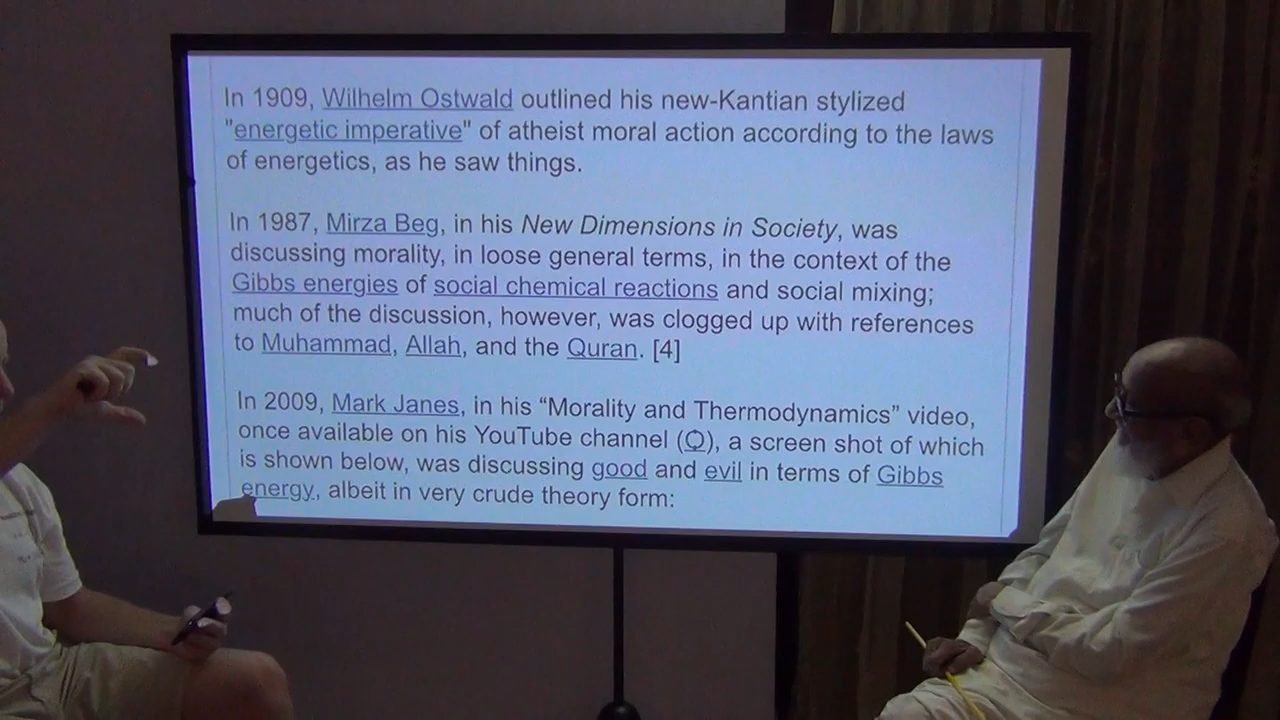 In 1909, Wilhelm Ostwald outlined his new-Kantian stylized
"energetic imperative" of atheist moral action according to the laws
of energetics, as he saw things.
In 1987, Mirza Beg, in his New Dimensions in Society, was
discussing morality, in loose general terms, in the context of the
Gibbs energies of social chemical reactions and social mixing;
much of the discussion, however, was clogged up with references
to Muhammad, Allah, and the Quran. [4]
In 2009, Mark Janes, in his “Morality and Thermodynamics” video,
once available on his YouTube channel (Ϙ), a screen shot of which
is shown below, was discussing good and evil in terms of Gibbs
energy, albeit in very crude theory form: